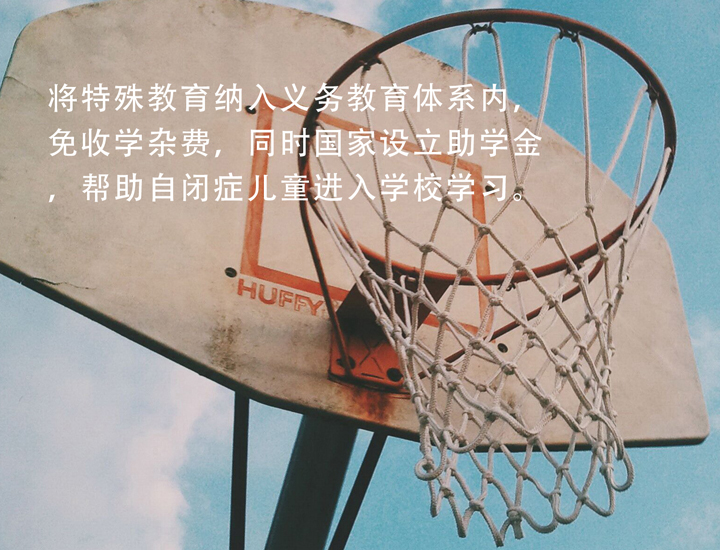 将特殊教育纳入义务教育体系内，
免收学杂费，同时国家设立助学金
，帮助自闭症儿童进入学校学习。
HUFFY